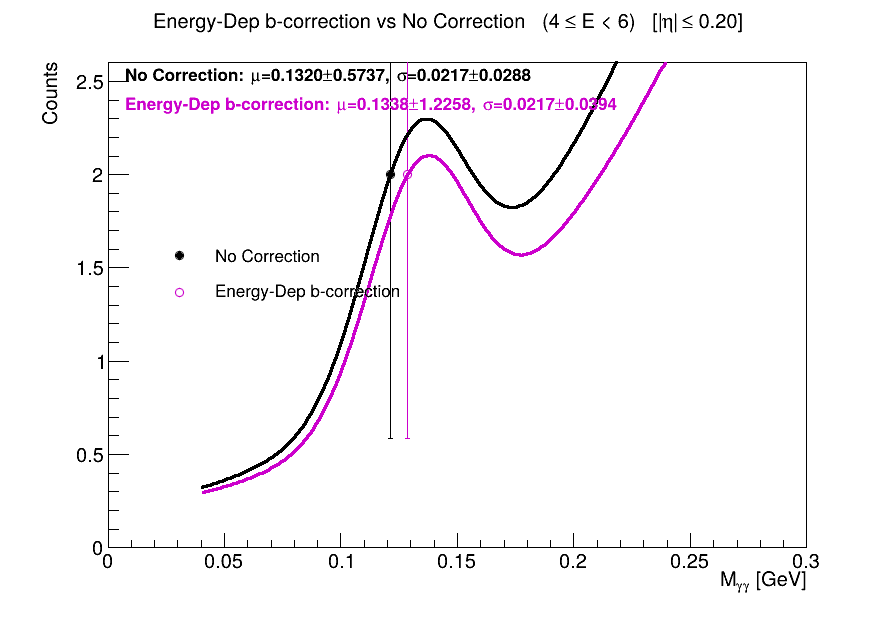 Energy-Dep b-correction vs No Correction (4 ≤ E < 6) [|η| ≤ 0.20]
Counts
No Correction: μ=0.1320±0.5737, σ=0.0217±0.0288
Energy-Dep b-correction: μ=0.1338±1.2258, σ=0.0217±0.0394
2.5
2
1.5
1
0.5
0
No Correction
Energy-Dep b-correction
0 0.05 0.1 0.15 0.2 0.25 0.3
Mγγ [GeV]